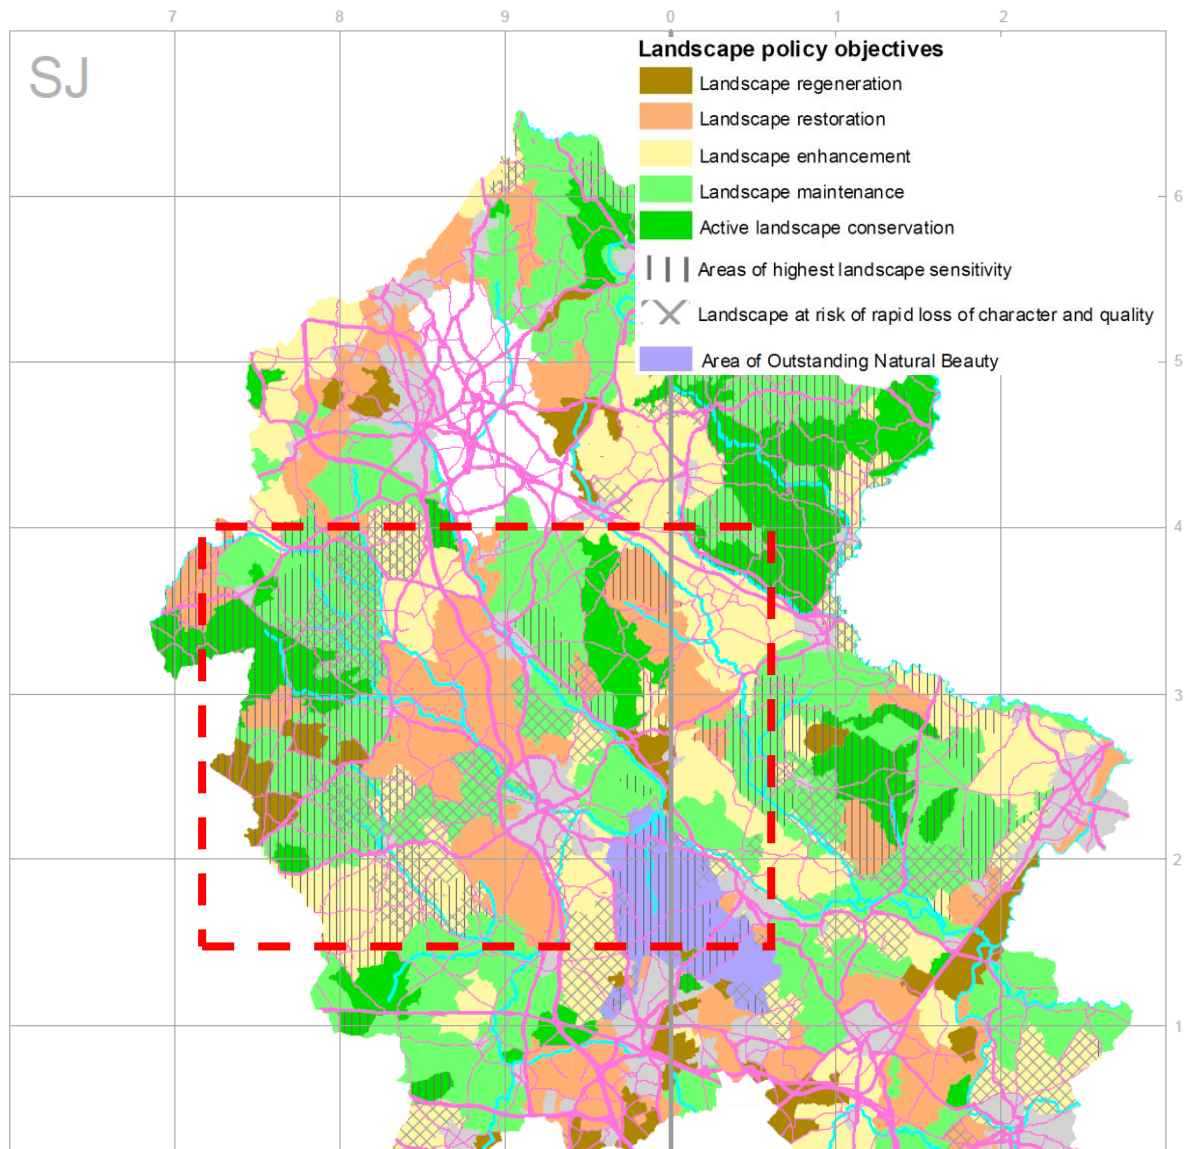 7 8 9 0 1 2
SJ
Landscape policy objectives
Landscape regeneration
Landscape restoration
Landscape enhancement
Landscape maintenance
Active landscape conservation
Areas of highest landscape sensitivity
Landscape at risk of rapid loss of character and quality
Area of Outstanding Natural Beauty
6
5
4
3
2
1